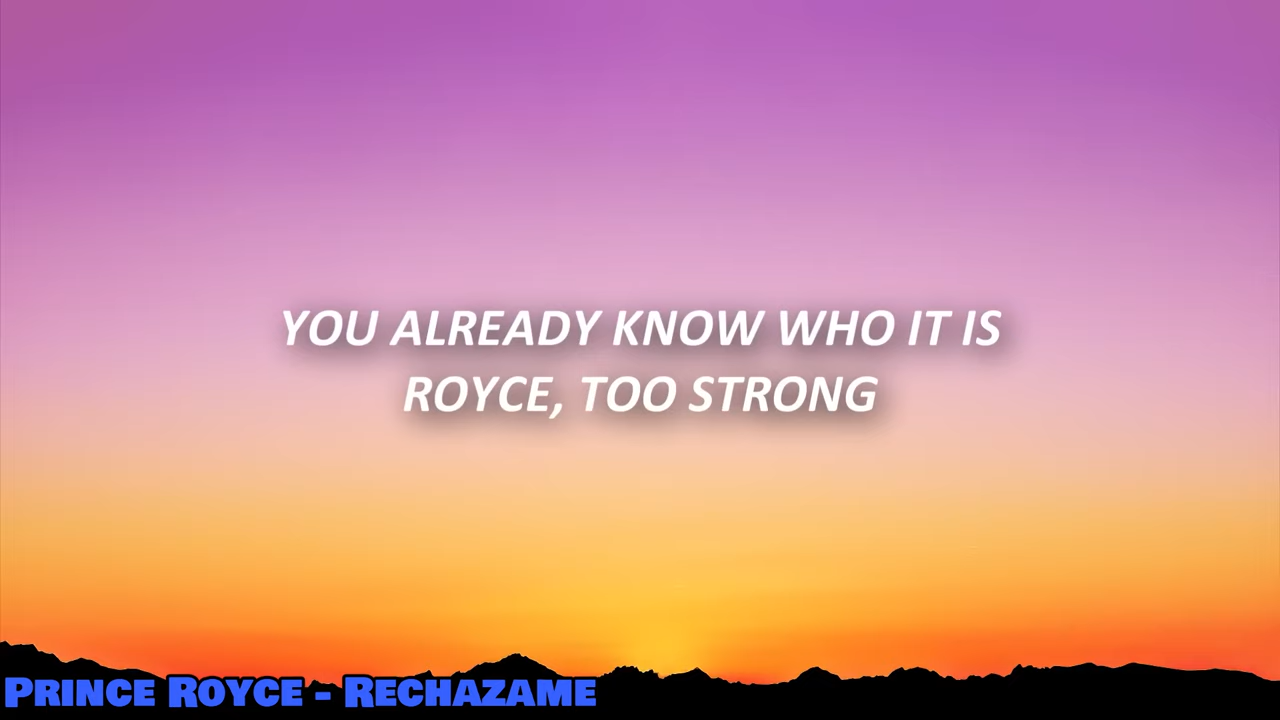 YOU ALREADY KNOW WHO IT IS
ROYCE, TOO STRONG
PRINCE ROYCE - RECHAZAME